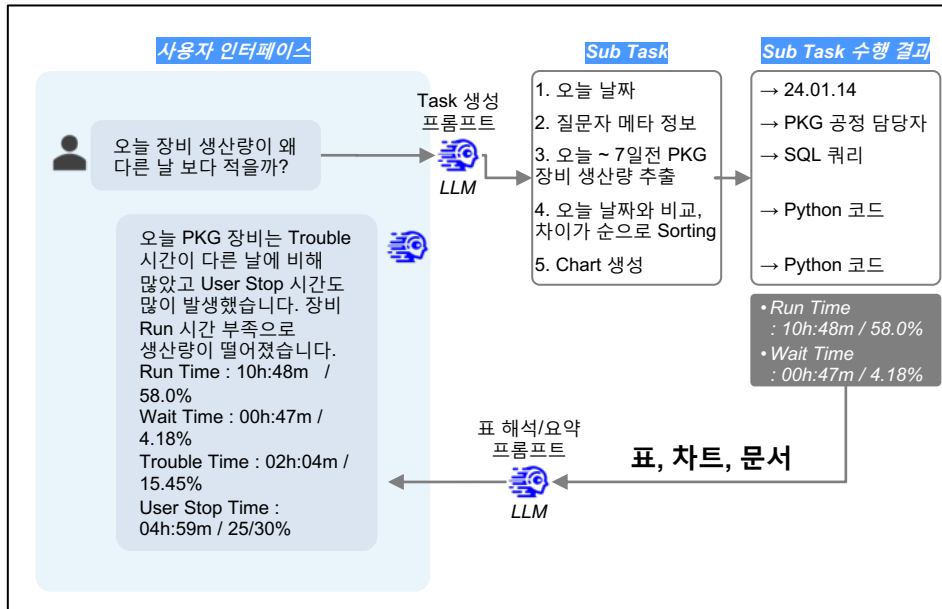 사용자 인터페이스
오늘 장비 생산량이 왜
다른 날 보다 적을까?
Task 생성
프롬프트
LLM
Sub Task
1. 오늘 날짜
2. 질문자 메타 정보
3. 오늘 ~ 7일전 PKG
장비 생산량 추출
4. 오늘 날짜와 비교,
차이가 순으로 Sorting
5. Chart 생성
Sub Task 수행 결과
→ 24.01.14
→ PKG 공정 담당자
→ SQL 쿼리
→ Python 코드
→ Python 코드
• Run Time
: 10h:48m / 58.0%
• Wait Time
: 00h:47m / 4.18%
표, 차트, 문서
표 해석/요약
프롬프트
LLM
오늘 PKG 장비는 Trouble
시간이 다른 날에 비해
많았고 User Stop 시간도
많이 발생했습니다. 장비
Run 시간 부족으로
생산량이 떨어졌습니다.
Run Time : 10h:48m /
58.0%
Wait Time : 00h:47m /
4.18%
Trouble Time : 02h:04m /
15.45%
User Stop Time :
04h:59m / 25/30%